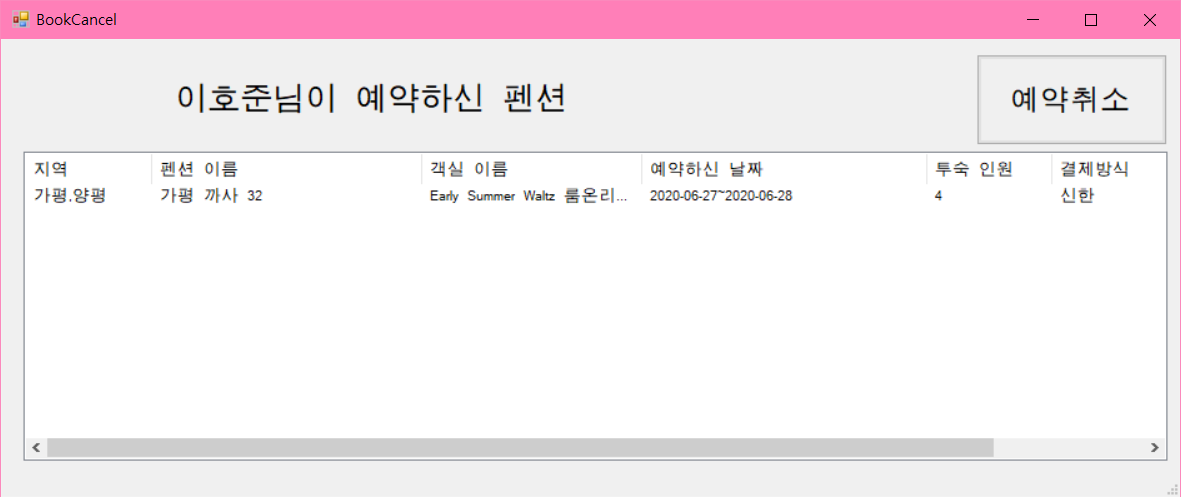 BookCancel
이호준님이 예약하신 펜션
예약취소
지역 펜션 이름 객실 이름 예약하신 날짜 투숙 인원 결제방식
가평,양평 가평 까사 32 Early Summer Waltz 룸온리... 2020-06-27~2020-06-28 4 신한